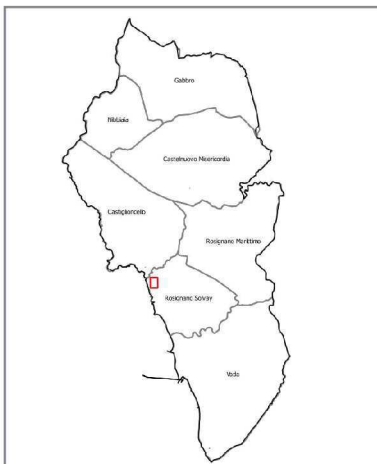 Gabbro
Nibbiaia
Castelnuovo Misericordia
Castiglioncello
Rosignano Marittimo
Rosignano Solvay
Vada